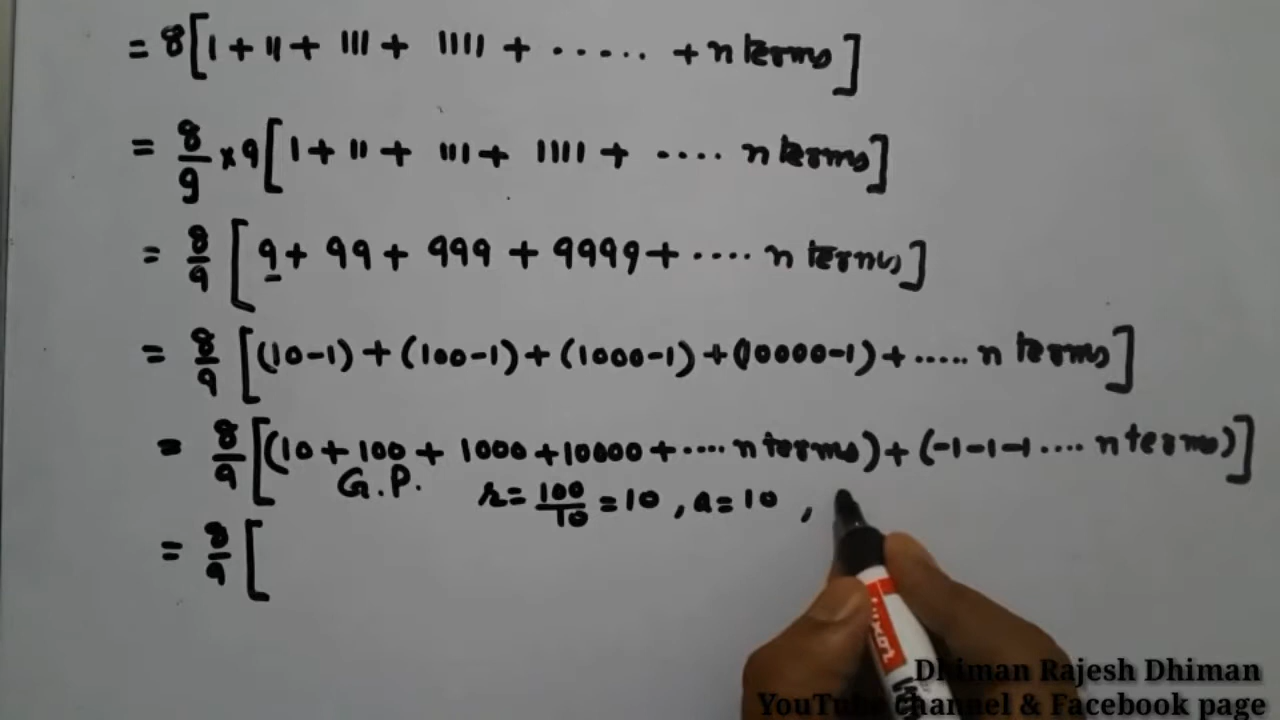 = 8[1 + 11 + 111 + 1111 + ...... + n terms]
= 8/9 × 9[1 + 11 + 111 + 1111 + .... n terms]
= 8/9 [9 + 99 + 999 + 9999 + .... n terms]
= 8/9 [(10-1) + (100-1) + (1000-1) + (10000-1) + ..... n terms]
= 8/9 [(10 + 100 + 1000 + 10000 + .... n terms) + (-1-1-1 .... n terms)]
G.P. r = 100/10 = 10, a = 10 ,
= 8/9 [
Luxor
Dhiman Rajesh Dhiman
YouTube channel & Facebook page